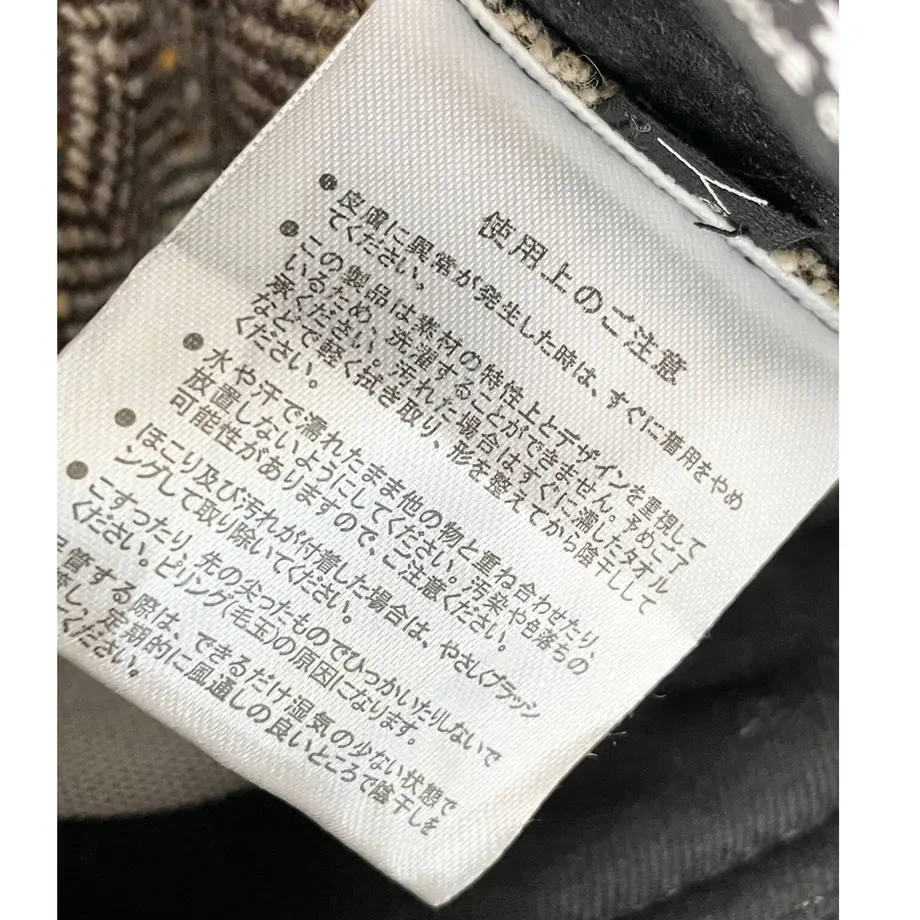 使用上のご注意
●皮膚に異常が発生した時は、すぐに着用をやめ
てください。
●この製品は素材の特性上とデザインを重視して
いるため、洗濯することができません。予めご了
承ください。汚れた場合はすぐに濡したタオル
などで軽く拭き取り、形を整えてから陰干しして
ください。
●水や汗で濡れたまま他の物と重ね合わせたり、
放置しないようにしてください。汚染や色落ちの
可能性がありますので、ご注意ください。
●ほこり及び汚れが付着した場合は、やさしくブラッシ
ングして取り除いてください。
●こすったり、先の尖ったものでひっかいたりしないで
ください。ピリング(毛玉)の原因になります。
管する際は、できるだけ湿気の少ない状態で
し、定期的に風通しの良いところで陰干しを
ください。